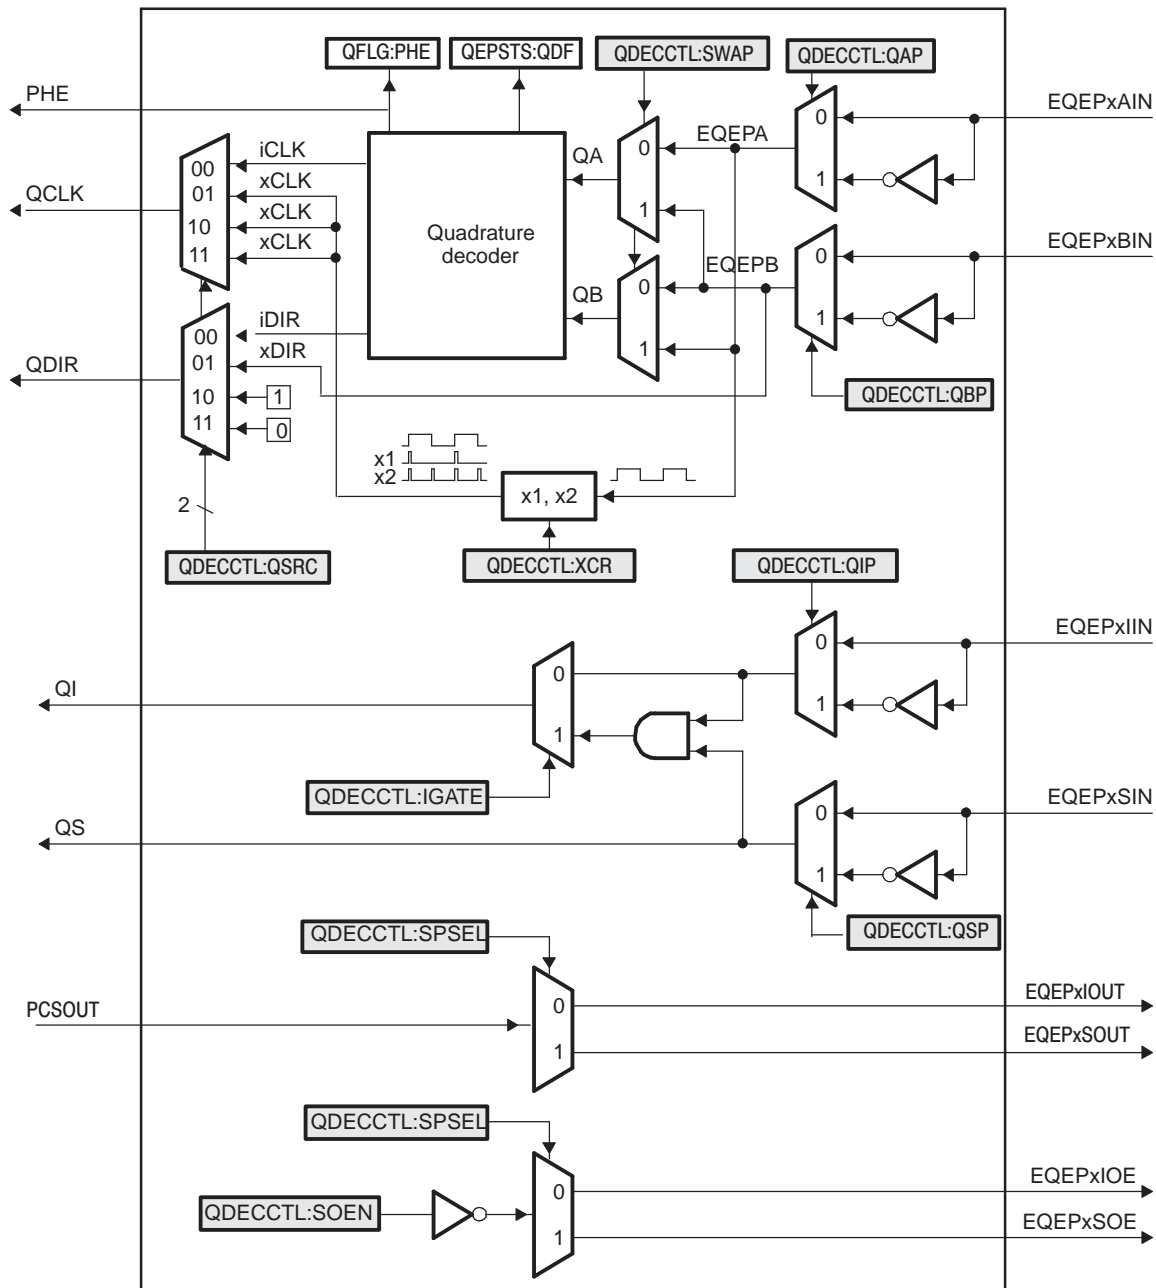 QFLG:PHE
QEPSTS:QDF
QDECCTL:SWAP
QDECCTL:QAP
PHE
EQEPxAIN
0
EQEPA
iCLK
QA
0
00
xCLK
1
01
QCLK
xCLK
1
10
xCLK
11
Quadrature
decoder
EQEPxBIN
0
EQEPB
0
QB
1
iDIR
00
xDIR
1
01
QDIR
10
1
QDECCTL:QBP
11
0
x1
x2
x1, x2
2
QDECCTL:QSRC
QDECCTL:XCR
QDECCTL:QIP
EQEPxIIN
0
0
QI
1
1
QDECCTL:IGATE
EQEPxSIN
0
QS
1
QDECCTL:SPSEL
QDECCTL:QSP
EQEPxIOUT
0
PCSOUT
EQEPxSOUT
1
QDECCTL:SPSEL
EQEPxIOE
0
QDECCTL:SOEN
EQEPxSOE
1